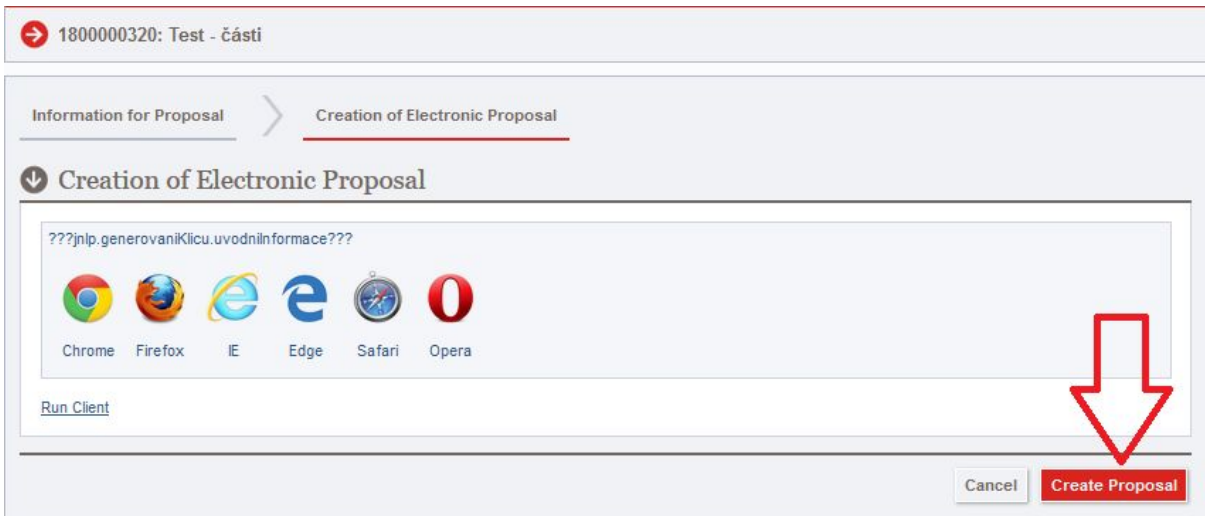 1800000320: Test - části
Information for Proposal
Creation of Electronic Proposal
Creation of Electronic Proposal
???jnlp.generovaniKlicu.uvodniInformace???
Chrome Firefox IE Edge Safari Opera
Run Client
Cancel Create Proposal